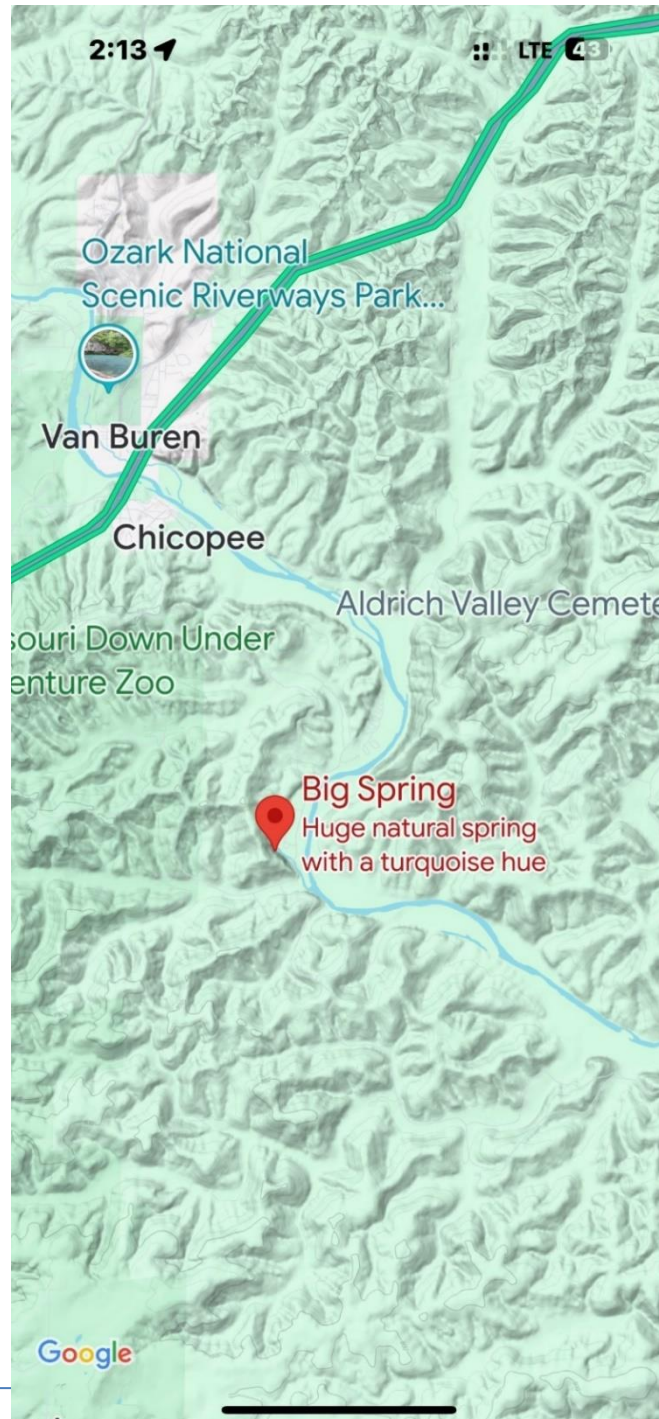 2:13
LTE 43
Ozark National
Scenic Riverways Park...
Van Buren
Chicopee
Aldrich Valley Cemete
souri Down Under
enture Zoo
Big Spring
Huge natural spring
with a turquoise hue
Google